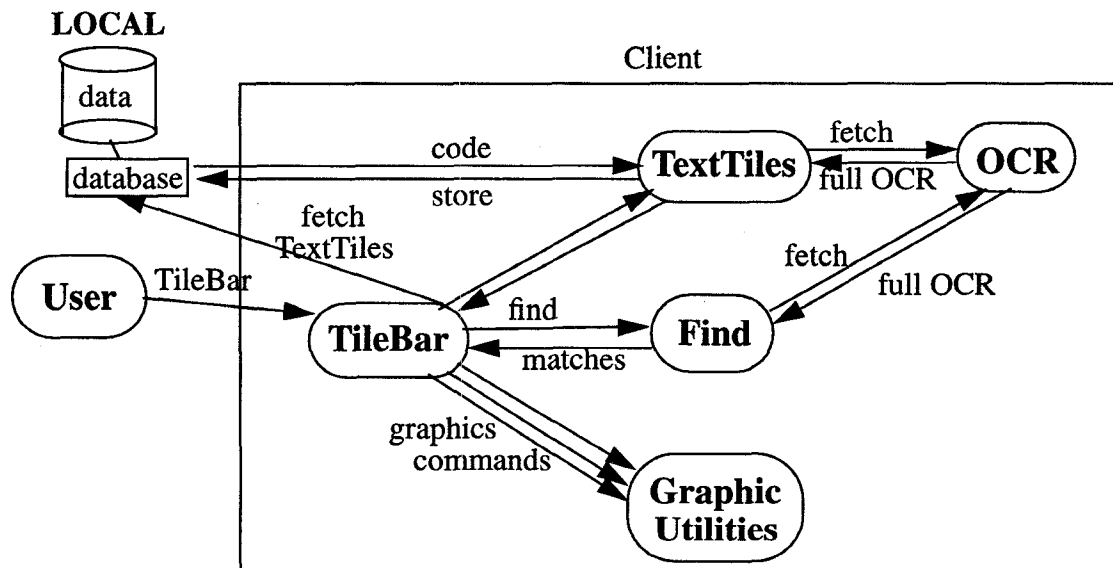 LOCAL
Client
data
fetch
code
TextTiles
OCR
full OCR
database
store
fetch
TextTiles
fetch
TileBar
full OCR
User
find
TileBar
Find
matches
graphics
commands
Graphic
Utilities